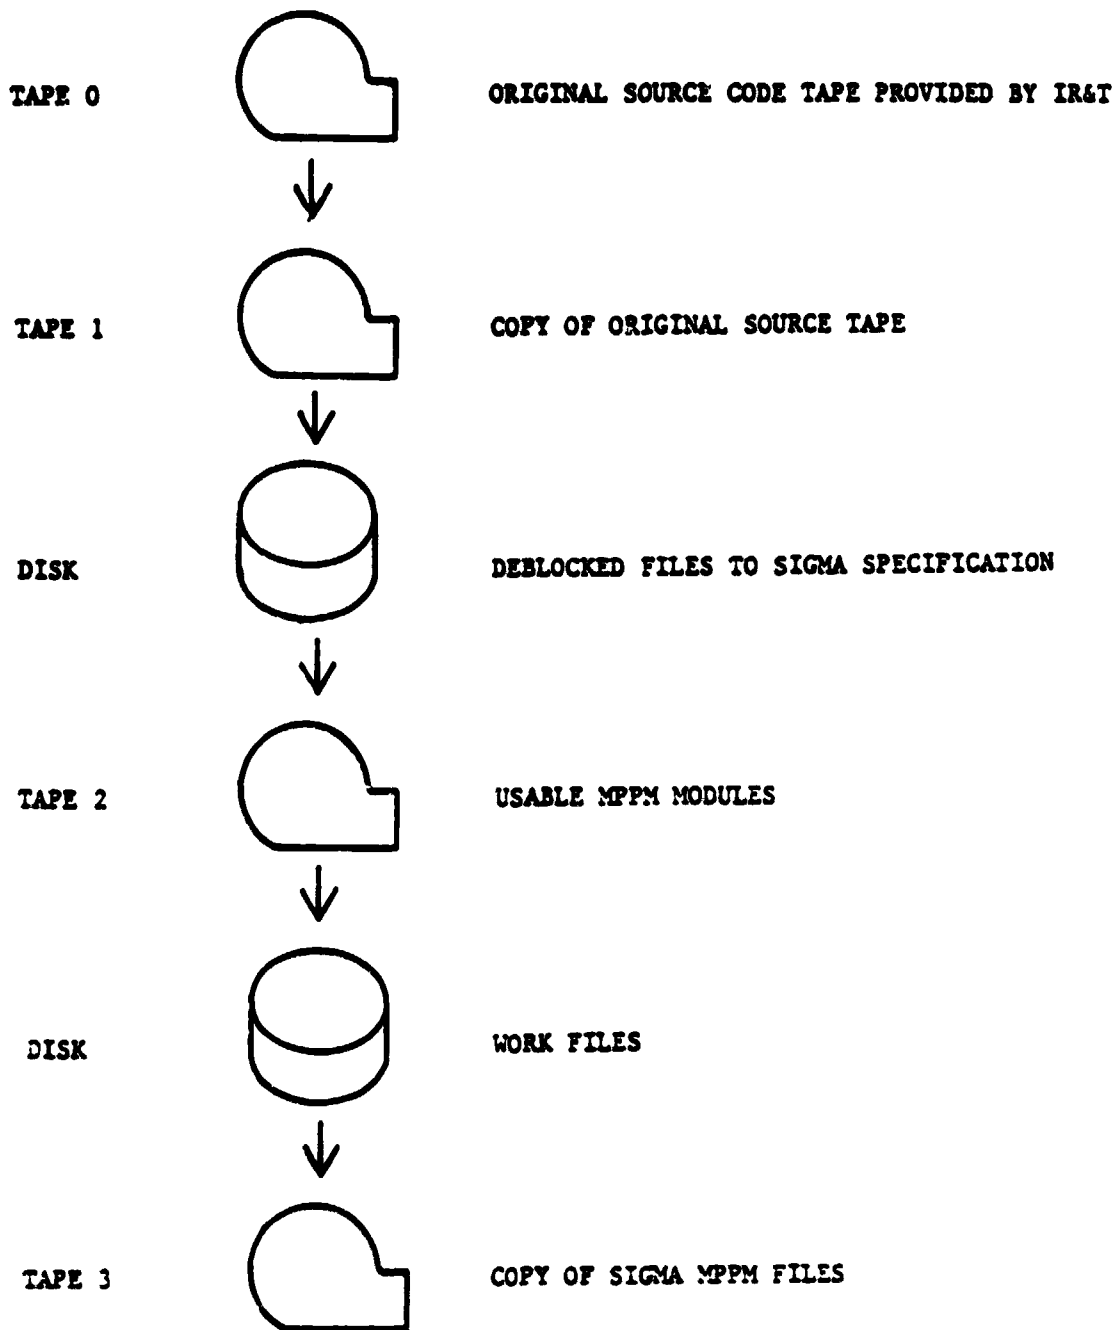 TAPE 0 ORIGINAL SOURCE CODE TAPE PROVIDED BY IR&T
TAPE 1 COPY OF ORIGINAL SOURCE TAPE
DISK DEBLOCKED FILES TO SIGMA SPECIFICATION
TAPE 2 USABLE MPPM MODULES
DISK WORK FILES
TAPE 3 COPY OF SIGMA MPPM FILES